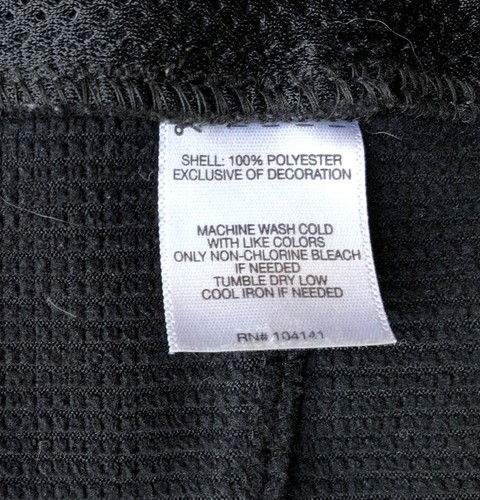 SHELL: 100% POLYESTER
EXCLUSIVE OF DECORATION
MACHINE WASH COLD
WITH LIKE COLORS
ONLY NON-CHLORINE BLEACH
IF NEEDED
TUMBLE DRY LOW
COOL IRON IF NEEDED
RN# 104141